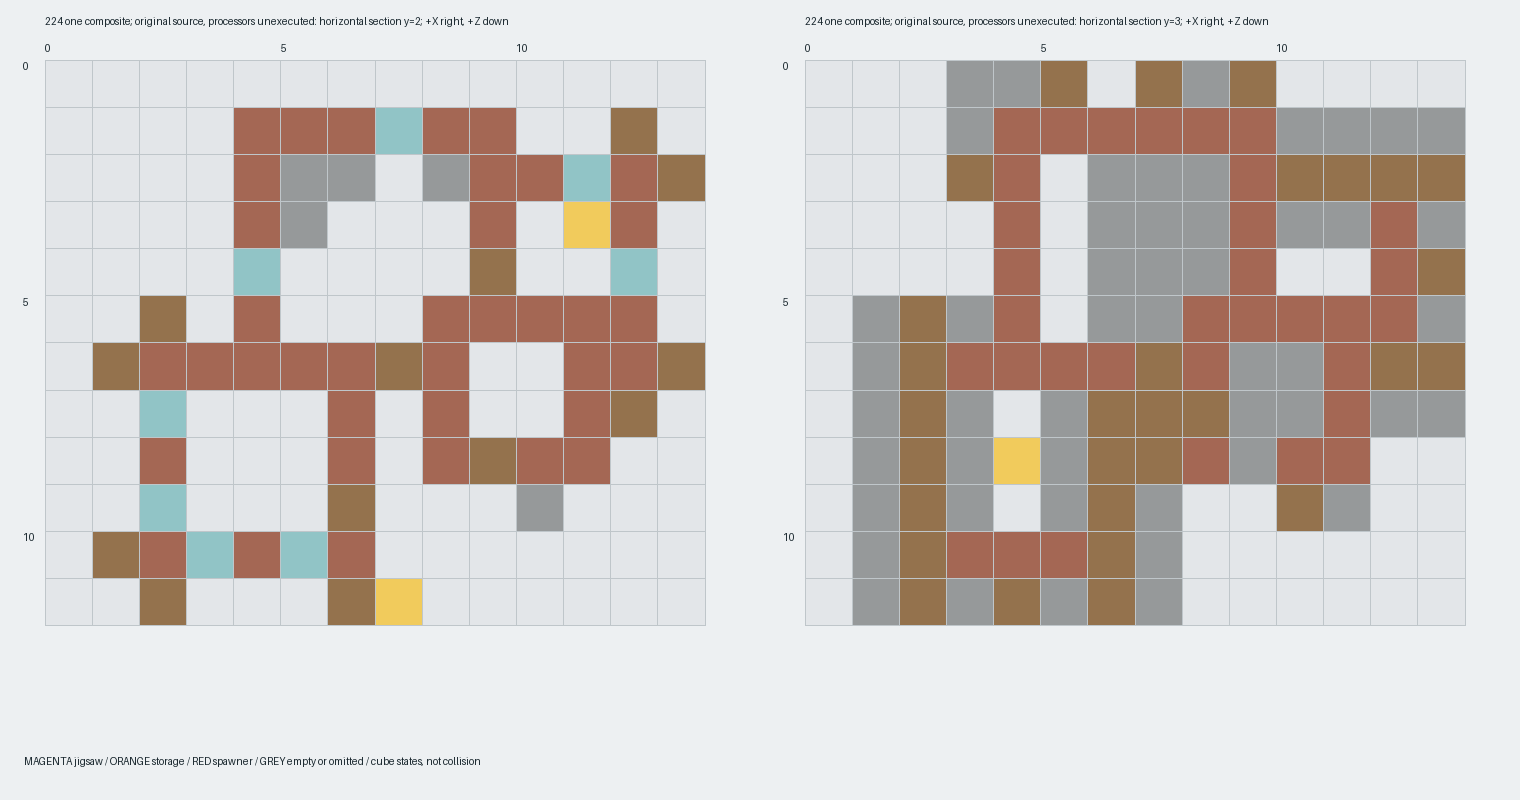 224 one composite; original source, processors unexecuted: horizontal section y=2; +X right, +Z down
0 5 10
0
5
10
224 one composite; original source, processors unexecuted: horizontal section y=3; +X right, +Z down
0 5 10
0
5
10
MAGENTA jigsaw / ORANGE storage / RED spawner / GREY empty or omitted / cube states, not collision